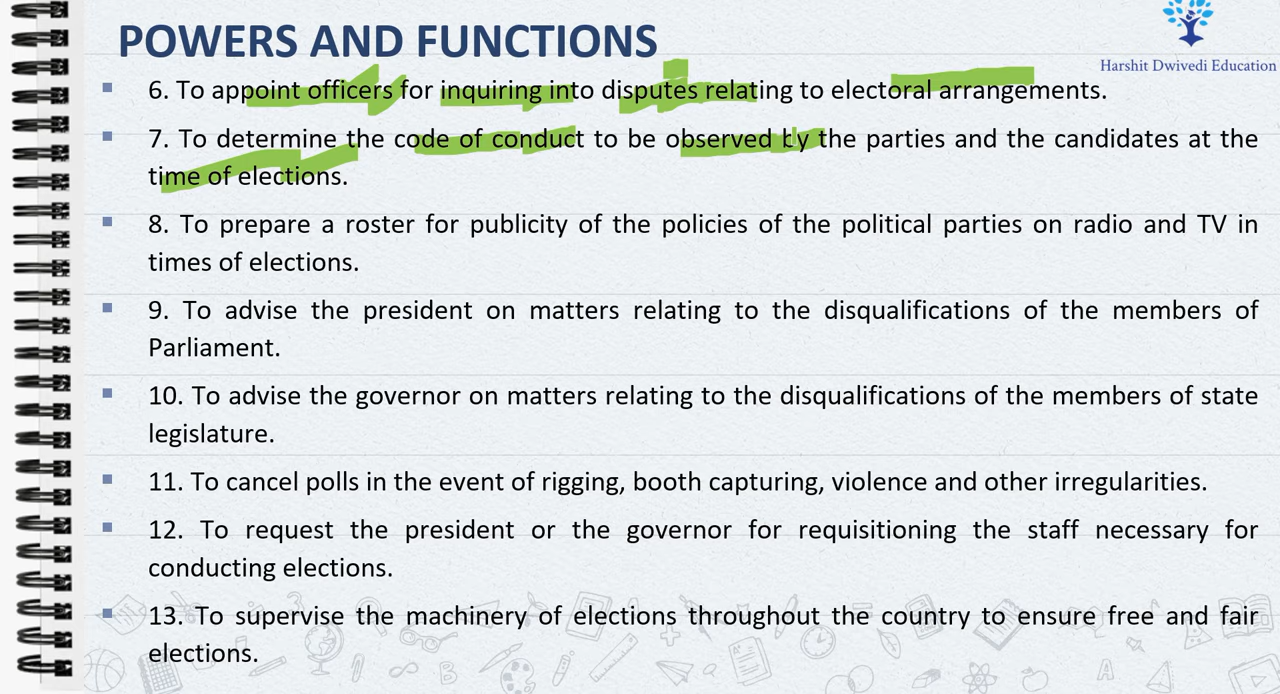 POWERS AND FUNCTIONS
Harshit Dwivedi Education
6. To appoint officers for inquiring into disputes relating to electoral arrangements.
7. To determine the code of conduct to be observed by the parties and the candidates at the
time of elections.
8. To prepare a roster for publicity of the policies of the political parties on radio and TV in
times of elections.
9. To advise the president on matters relating to the disqualifications of the members of
Parliament.
10. To advise the governor on matters relating to the disqualifications of the members of state
legislature.
11. To cancel polls in the event of rigging, booth capturing, violence and other irregularities.
12. To request the president or the governor for requisitioning the staff necessary for
conducting elections.
13. To supervise the machinery of elections throughout the country to ensure free and fair
elections.